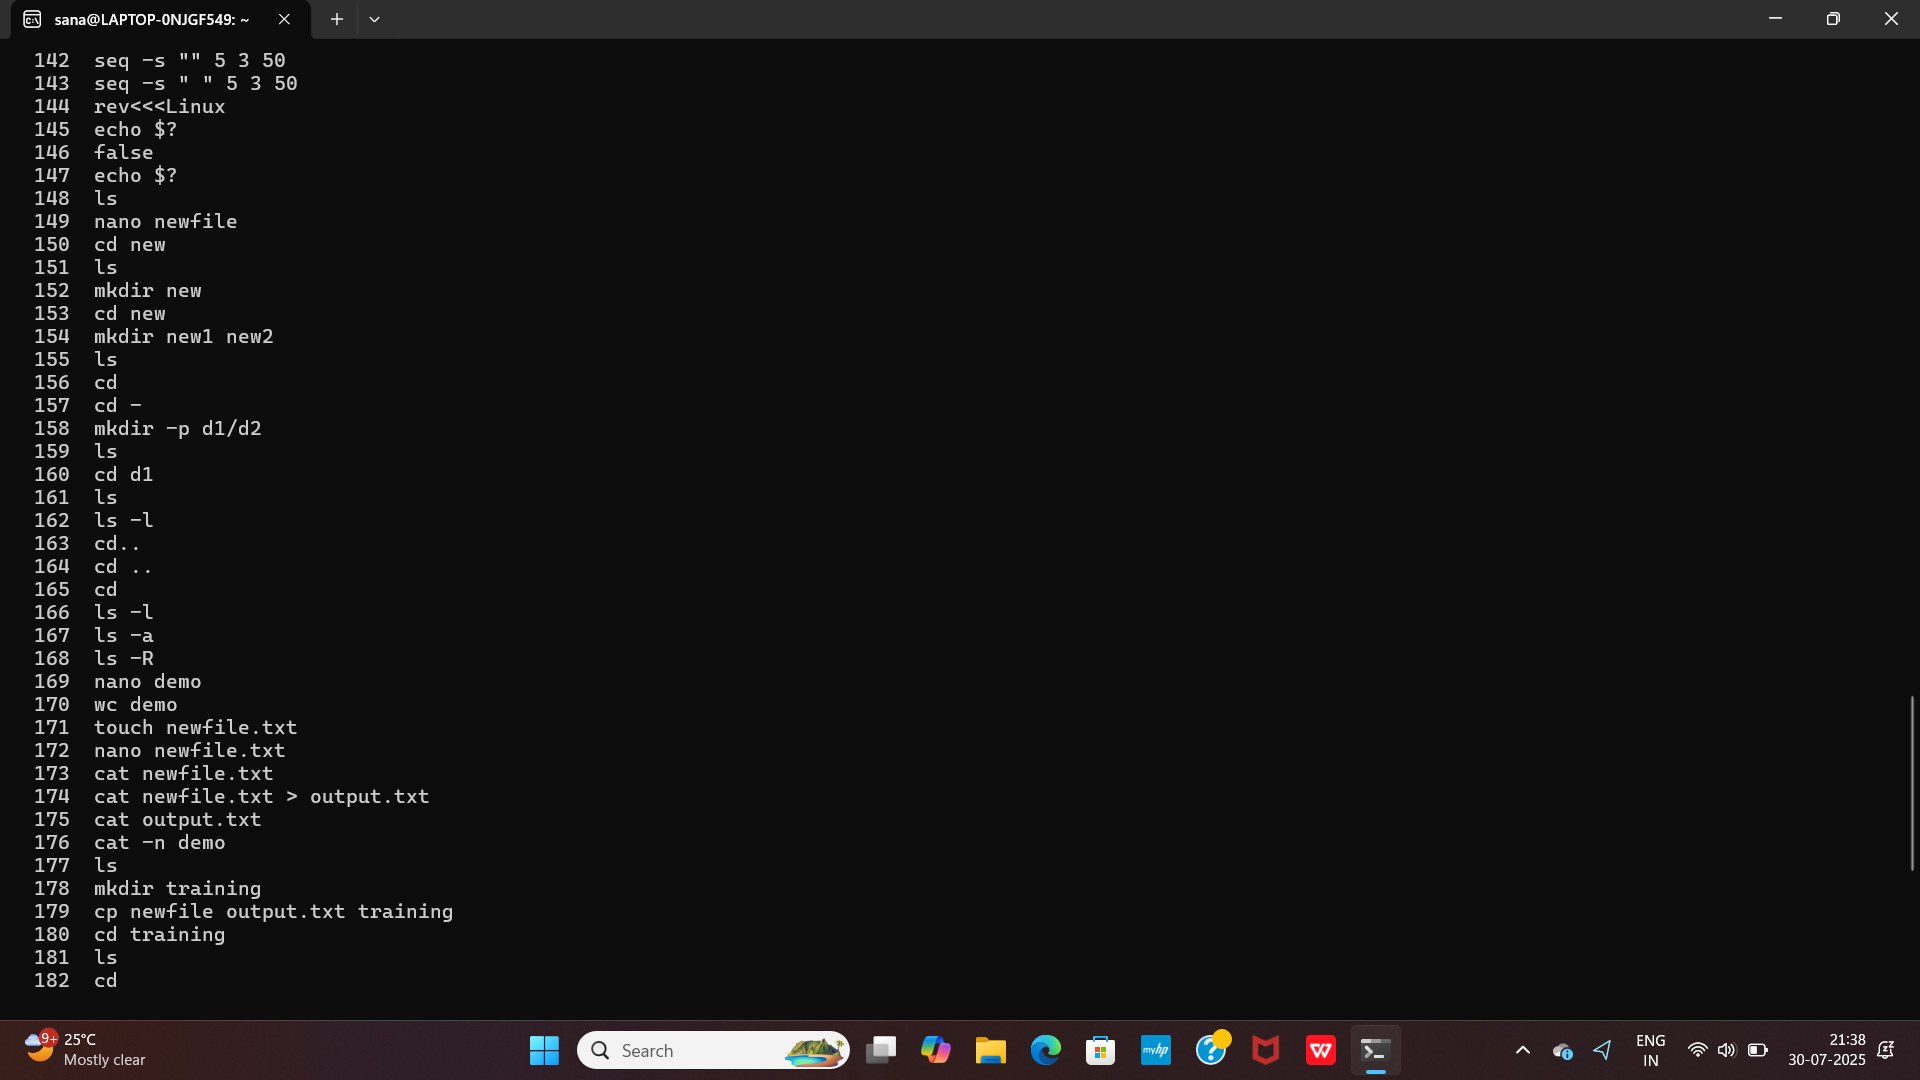 sana@LAPTOP-0NJGF549: ~
142 seq -s "" 5 3 50
143 seq -s " " 5 3 50
144 rev<<<Linux
145 echo $?
146 false
147 echo $?
148 ls
149 nano newfile
150 cd new
151 ls
152 mkdir new
153 cd new
154 mkdir new1 new2
155 ls
156 cd
157 cd -
158 mkdir -p d1/d2
159 ls
160 cd d1
161 ls
162 ls -l
163 cd..
164 cd ..
165 cd
166 ls -l
167 ls -a
168 ls -R
169 nano demo
170 wc demo
171 touch newfile.txt
172 nano newfile.txt
173 cat newfile.txt
174 cat newfile.txt > output.txt
175 cat output.txt
176 cat -n demo
177 ls
178 mkdir training
179 cp newfile output.txt training
180 cd training
181 ls
182 cd
9+
25°C
Mostly clear
Search
myhp
ENG
IN
21:38
30-07-2025